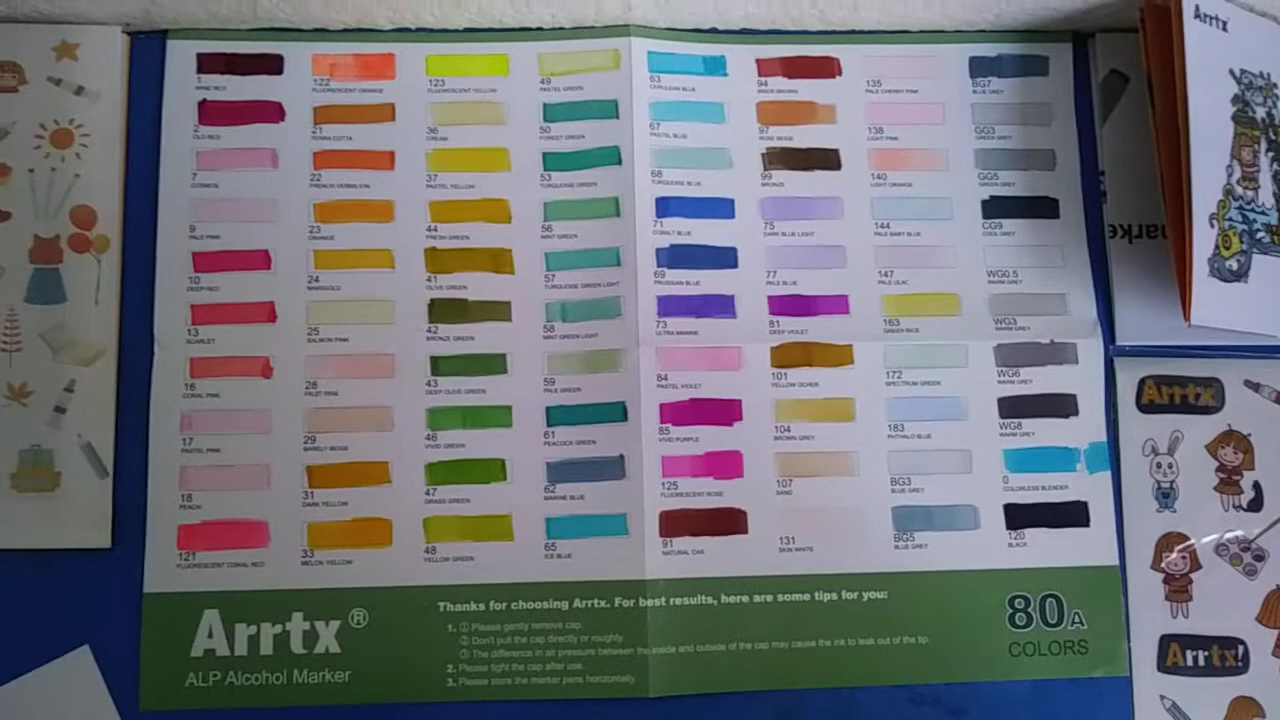 1 122 123 49 63 94 135 BG7
WINE RED FLUORESCENT ORANGE FLUORESCENT YELLOW PASTEL GREEN CERULEAN BLUE BRICK BROWN PALE CHERRY PINK BLUE GREY
2 21 36 50 67 97 138 GG3
OLD RED TERRA COTTA CREAM FOREST GREEN PASTEL BLUE ROSE BEIGE LIGHT PINK GREEN GREY
7 22 37 53 68 99 140 GG5
COSMOS FRENCH VERMILION PASTEL YELLOW TURQUOISE GREEN TURQUOISE BLUE BRONZE LIGHT ORANGE GREEN GREY
9 23 44 56 71 75 144 CG9
PALE PINK ORANGE FRESH GREEN MINT GREEN COBALT BLUE DARK BLUE LIGHT PALE BABY BLUE COOL GREY
10 24 41 57 69 77 147 WG0.5
DEEP RED MARIGOLD OLIVE GREEN TURQUOISE GREEN LIGHT PRUSSIAN BLUE PALE BLUE PALE LILAC WARM GREY
13 25 42 58 73 81 163 WG3
SCARLET SALMON PINK BRONZE GREEN MINT GREEN LIGHT ULTRA MARINE DEEP VIOLET GREEN BICE WARM GREY
16 28 43 59 84 101 172 WG6
CORAL PINK DEEP OLIVE GREEN PALE GREEN PASTEL VIOLET YELLOW OCHER SPECTRUM GREEN WARM GREY
17 29 46 61 85 104 183 WG8
PASTEL PINK BARELY BEIGE VIVID GREEN PEACOCK GREEN VIVID PURPLE BROWN GREY PHTHALO BLUE WARM GREY
18 31 47 62 125 107 BG3 0
PEACH DARK YELLOW GRASS GREEN MARINE BLUE FLUORESCENT ROSE SAND BLUE GREY COLORLESS BLENDER
121 33 48 65 91 131 BG5 120
FLUORESCENT CORAL RED MELON YELLOW YELLOW GREEN ICE BLUE NATURAL OAK SKIN WHITE BLUE GREY BLACK
Arrtx®
ALP Alcohol Marker
Thanks for choosing Arrtx. For best results, here are some tips for you:
1. ① Please gently remove cap.
② Don't pull the cap directly or roughly.
③ The difference in air pressure between the inside and outside of the cap may cause the ink to leak out of the tip.
2. Please tight the cap after use.
3. Please store the marker pens horizontally.
80A
COLORS
Arrtx
Arrtx
Arrtx!